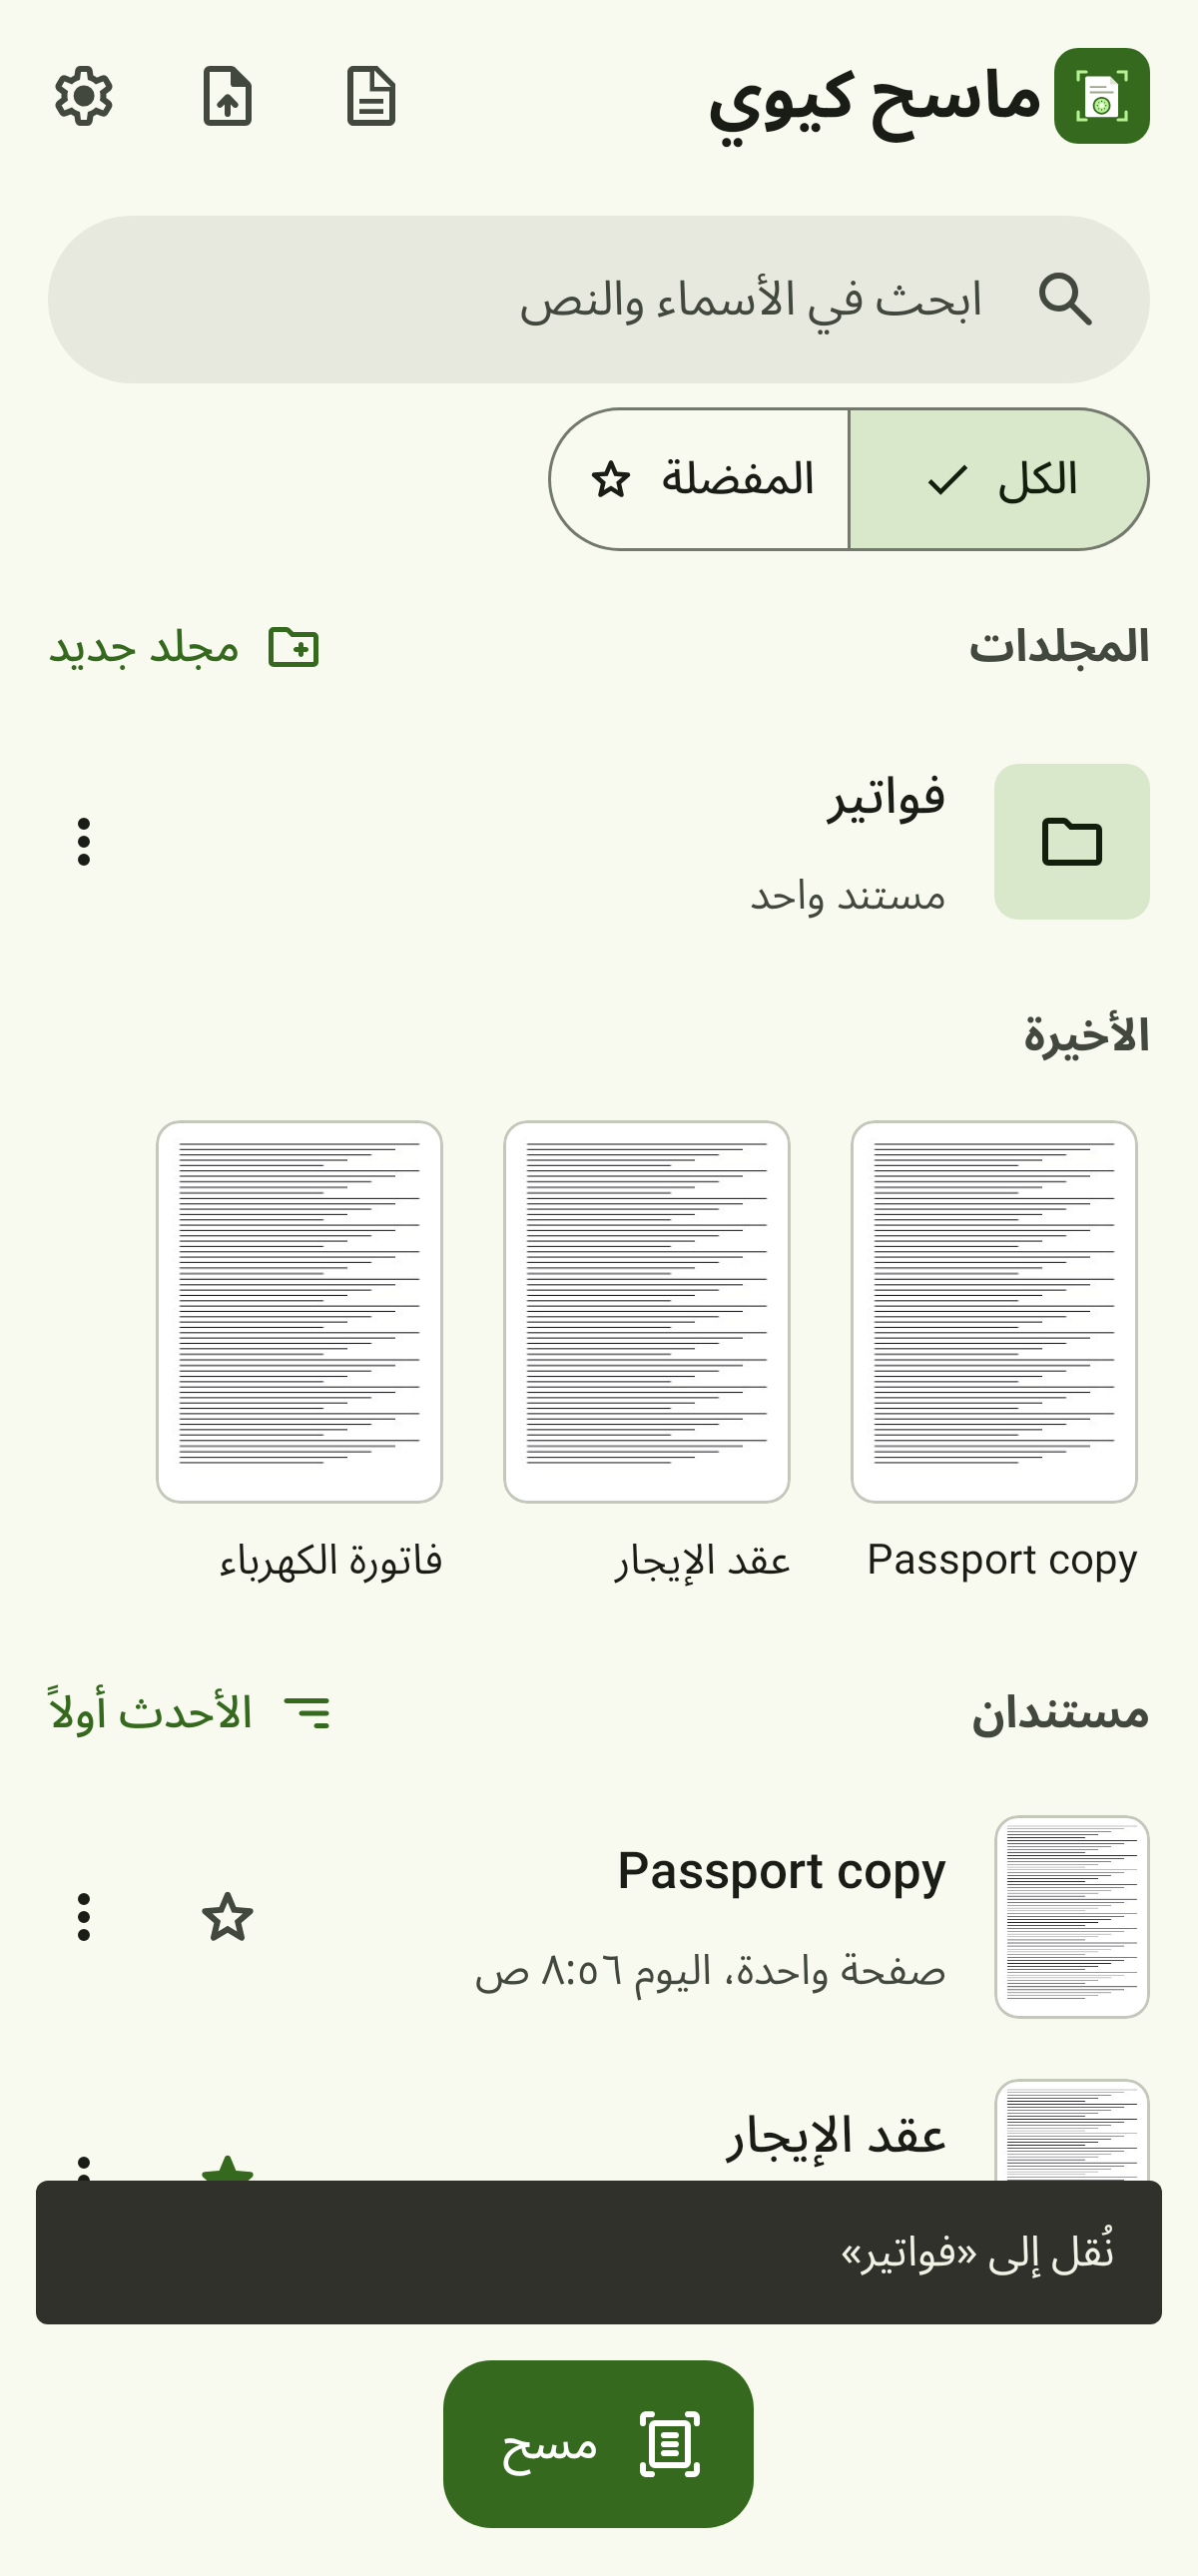 ماسح كيوي
ابحث في الأسماء والنص
الكل
المفضلة
المجلدات
مجلد جديد
فواتير
مستند واحد
الأخيرة
Passport copy
عقد الإيجار
فاتورة الكهرباء
مستندان
الأحدث أولاً
Passport copy
صفحة واحدة، اليوم ٨:٥٦ ص
عقد الإيجار
نُقل إلى «فواتير»
مسح